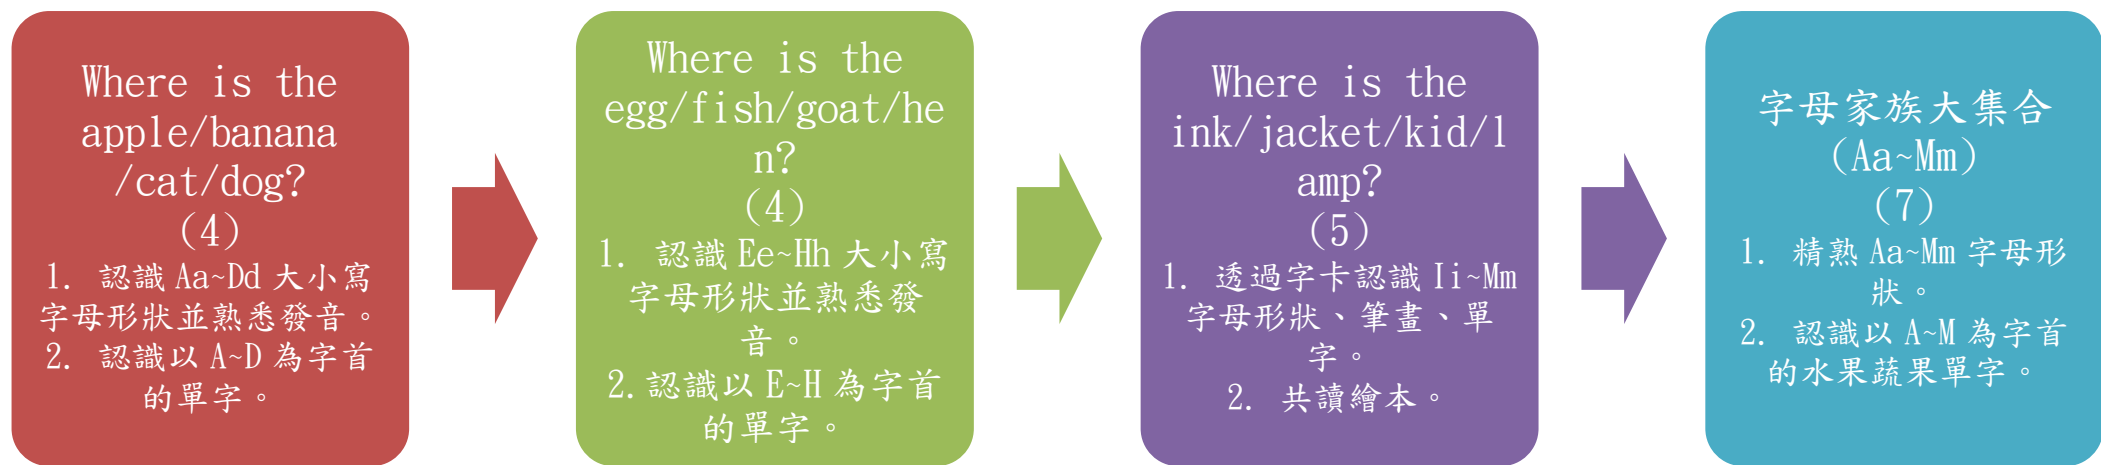 Where is the
apple/banana
/cat/dog?
(4)
1. 認識 Aa~Dd 大小寫
字母形狀並熟悉發音。
2. 認識以 A~D 為字首
的單字。
Where is the
egg/fish/goat/he
n?
(4)
1. 認識 Ee~Hh 大小寫
字母形狀並熟悉發
音。
2.認識以 E~H 為字首
的單字。
Where is the
ink/jacket/kid/l
amp?
(5)
1. 透過字卡認識 Ii~Mm
字母形狀、筆畫、單
字。
2. 共讀繪本。
字母家族大集合
(Aa~Mm)
(7)
1. 精熟 Aa~Mm 字母形
狀。
2. 認識以 A~M 為字首
的水果蔬果單字。